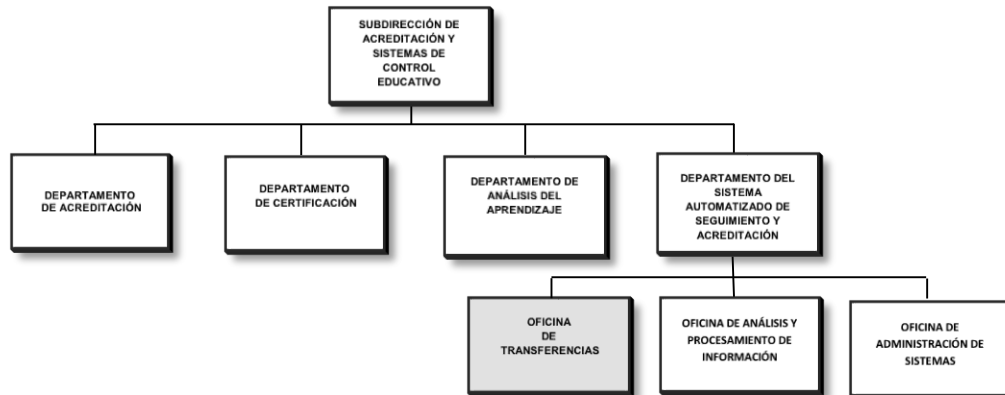 SUBDIRECCIÓN DE
ACREDITACIÓN Y
SISTEMAS DE
CONTROL
EDUCATIVO
DEPARTAMENTO
DE ACREDITACIÓN
DEPARTAMENTO
DE CERTIFICACIÓN
DEPARTAMENTO DE
ANÁLISIS DEL
APRENDIZAJE
DEPARTAMENTO DEL
SISTEMA
AUTOMATIZADO DE
SEGUIMIENTO Y
ACREDITACIÓN
OFICINA
DE
TRANSFERENCIAS
OFICINA DE ANÁLISIS Y
PROCESAMIENTO DE
INFORMACIÓN
OFICINA DE
ADMINISTRACIÓN DE
SISTEMAS